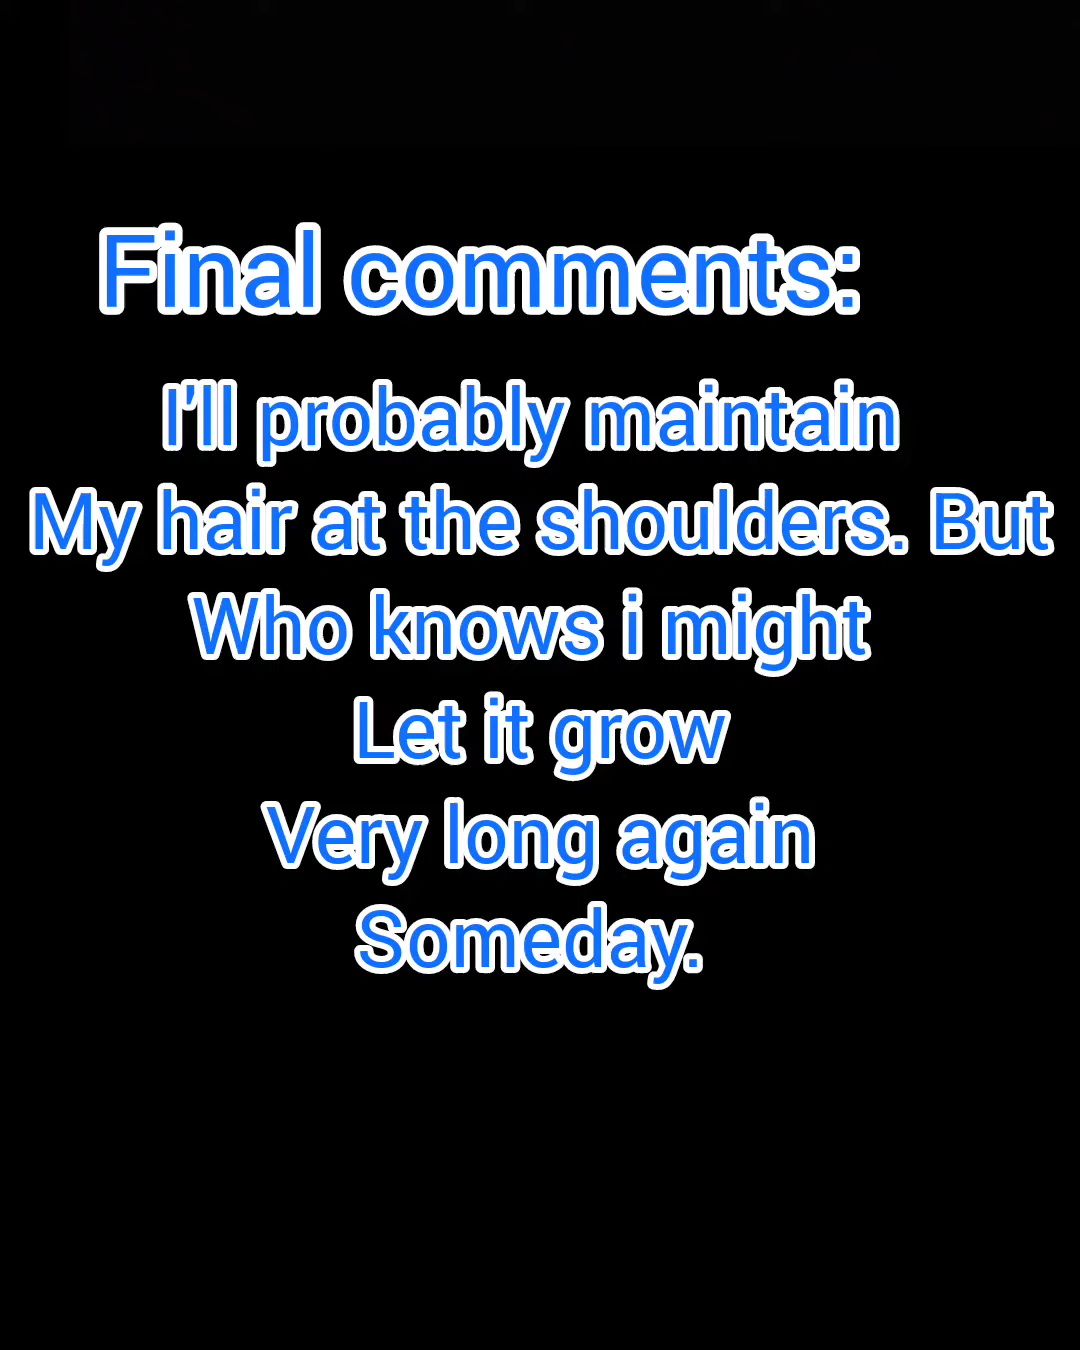 Final comments:
I'll probably maintain
My hair at the shoulders. But
Who knows i might
Let it grow
Very long again
Someday.